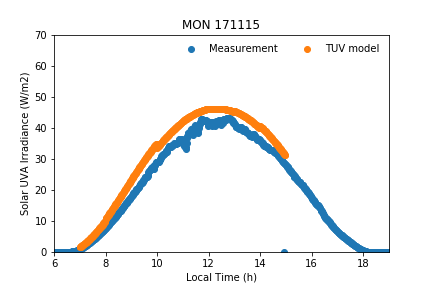 MON 171115
Measurement
TUV model
Solar UVA Irradiance (W/m2)
70
60
50
40
30
20
10
0
6 8 10 12 14 16 18
Local Time (h)